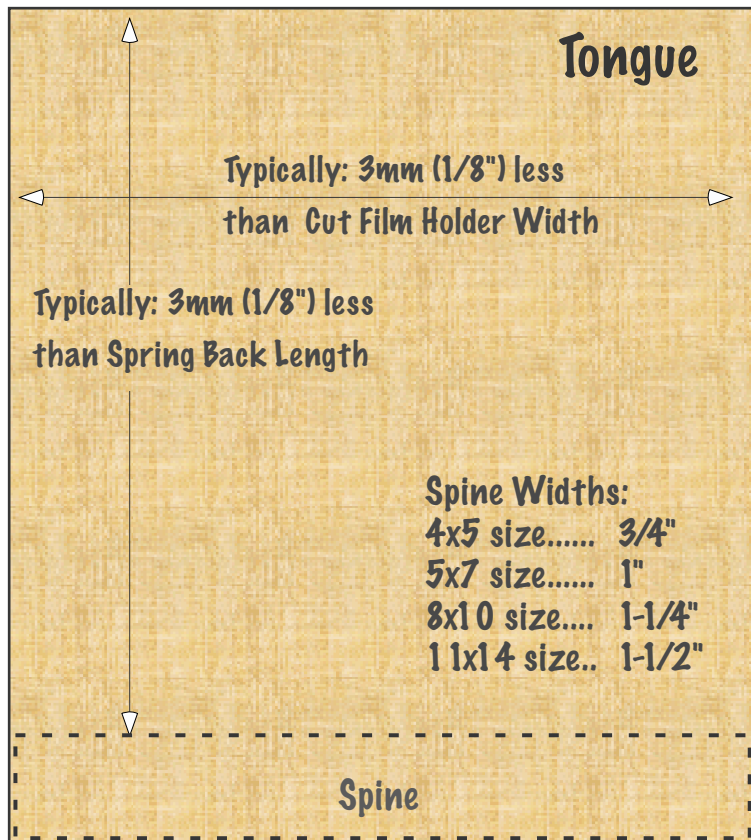 Tongue
Typically: 3mm (1/8") less
than Cut Film Holder Width
Typically: 3mm (1/8") less
than Spring Back Length
Spine Widths:
4x5 size...... 3/4"
5x7 size...... 1"
8x10 size.... 1-1/4"
11x14 size.. 1-1/2"
Spine